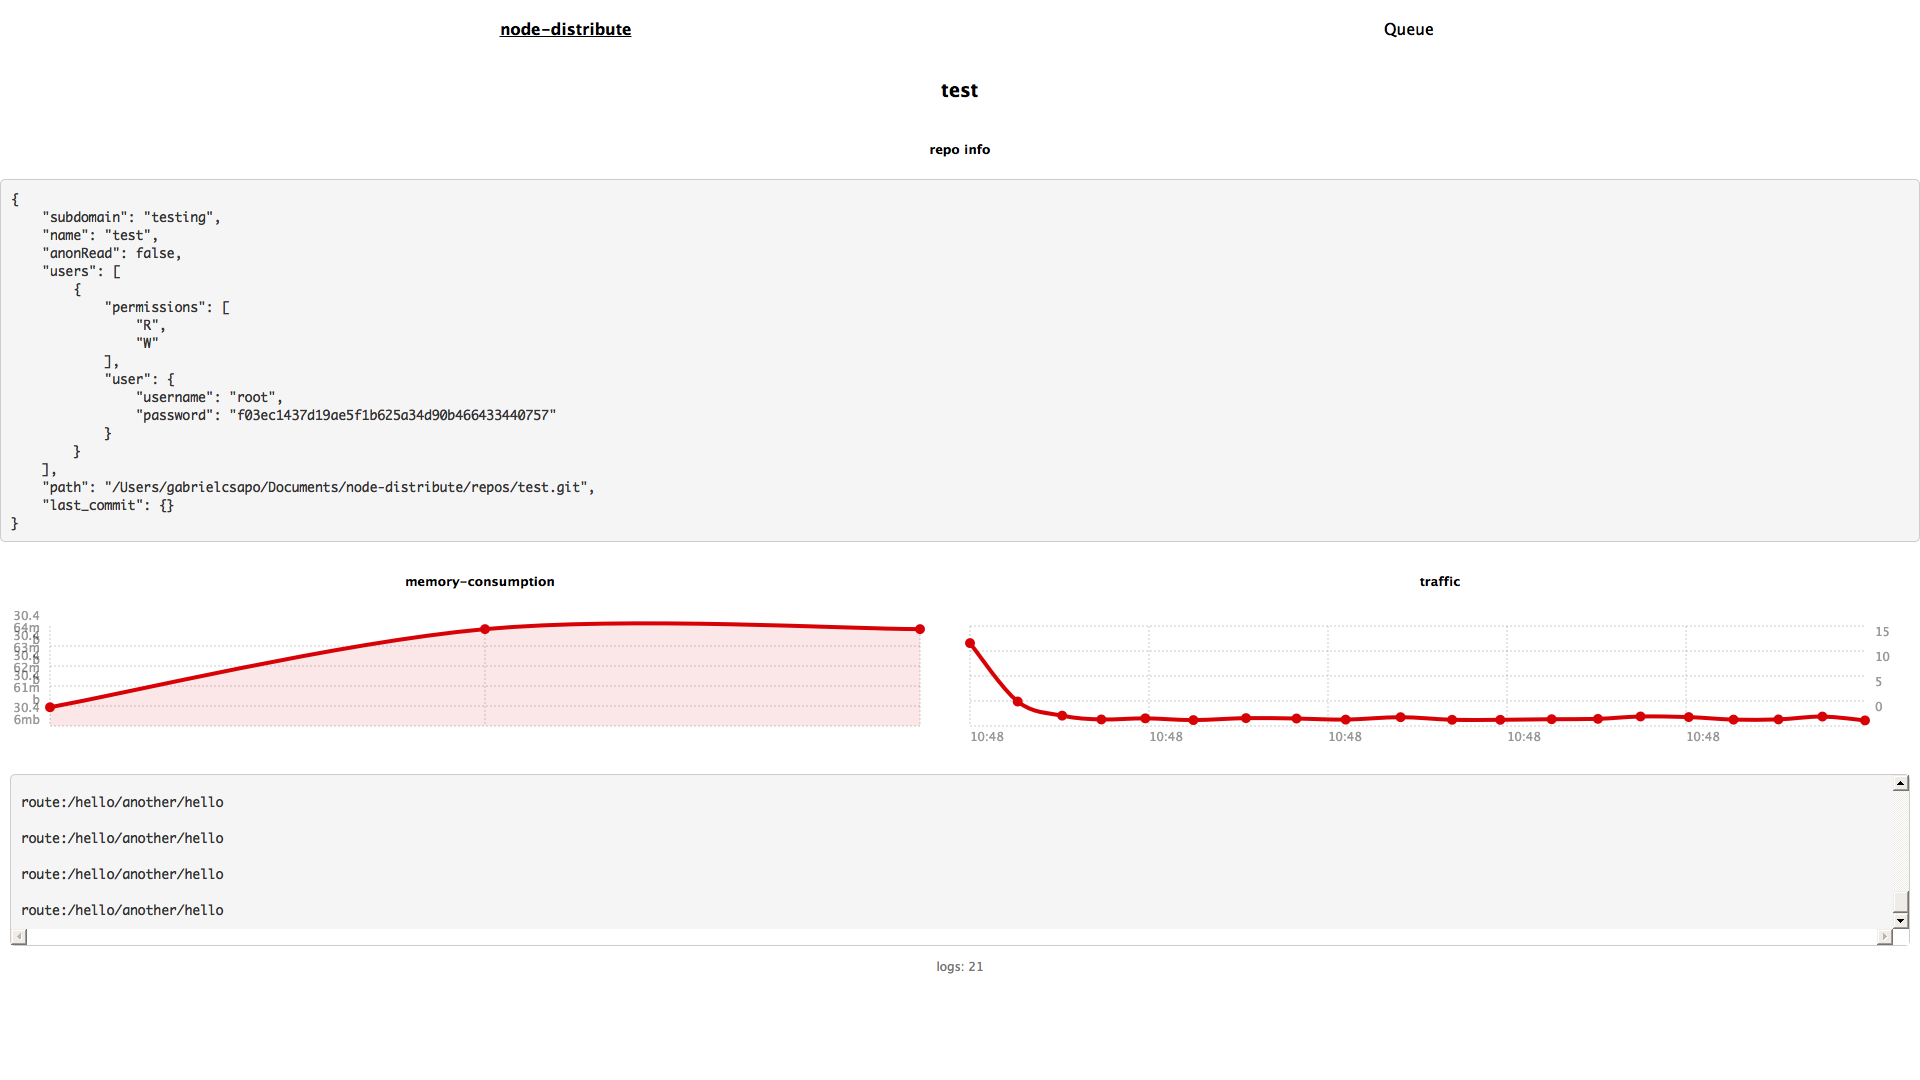 node-distribute
Queue
test
repo info
{
    "subdomain": "testing",
    "name": "test",
    "anonRead": false,
    "users": [
        {
            "permissions": [
                "R",
                "W"
            ],
            "user": {
                "username": "root",
                "password": "f03ec1437d19ae5f1b625a34d90b466433440757"
            }
        }
    ],
    "path": "/Users/gabrielcsapo/Documents/node-distribute/repos/test.git",
    "last_commit": {}
}
memory-consumption
30.4
64m
30.4
b
63m
30.4
b
62m
30.4
b
61m
b
30.4
6mb
traffic
15
10
5
0
10:48
10:48
10:48
10:48
10:48
route:/hello/another/hello
route:/hello/another/hello
route:/hello/another/hello
route:/hello/another/hello
logs: 21